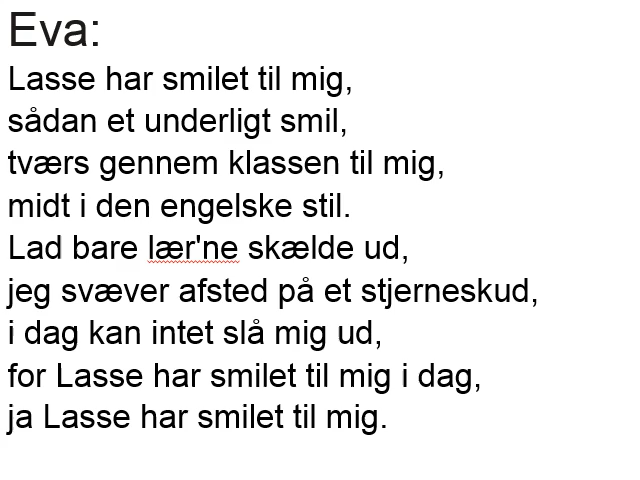 Eva:
Lasse har smilet til mig,
sådan et underligt smil,
tværs gennem klassen til mig,
midt i den engelske stil.
Lad bare lær'ne skælde ud,
jeg svæver afsted på et stjerneskud,
i dag kan intet slå mig ud,
for Lasse har smilet til mig i dag,
ja Lasse har smilet til mig.